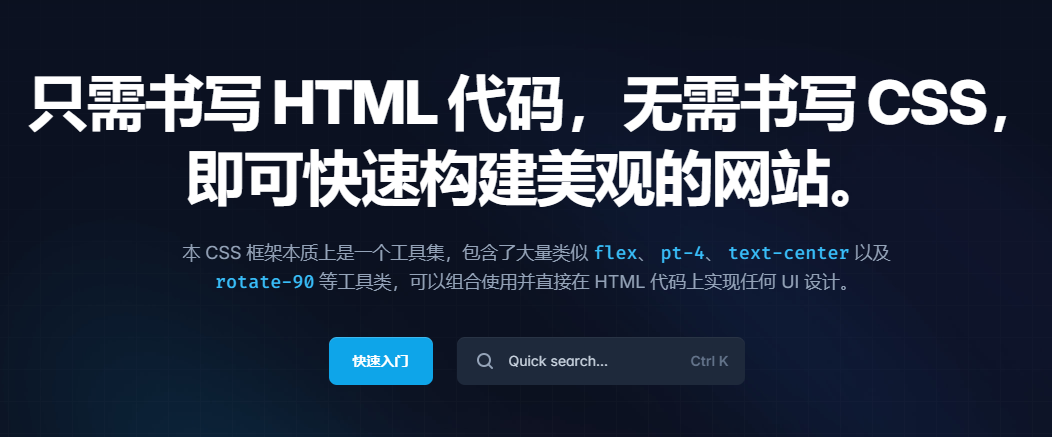 只需书写 HTML 代码，无需书写 CSS，
即可快速构建美观的网站。
本 CSS 框架本质上是一个工具集，包含了大量类似 flex、 pt-4、 text-center 以及
rotate-90 等工具类，可以组合使用并直接在 HTML 代码上实现任何 UI 设计。
快速入门 Quick search... Ctrl K